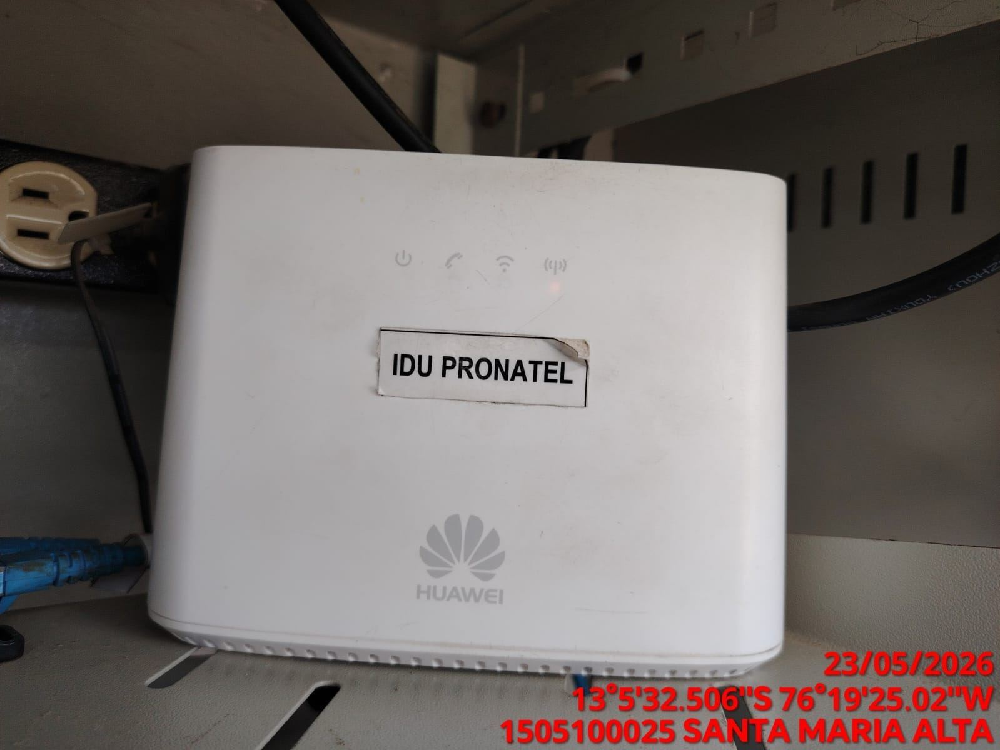 IDU PRONATEL
HUAWEI
23/05/2026
13°5'32.506"S 76°19'25.02"W
1505100025 SANTA MARIA ALTA